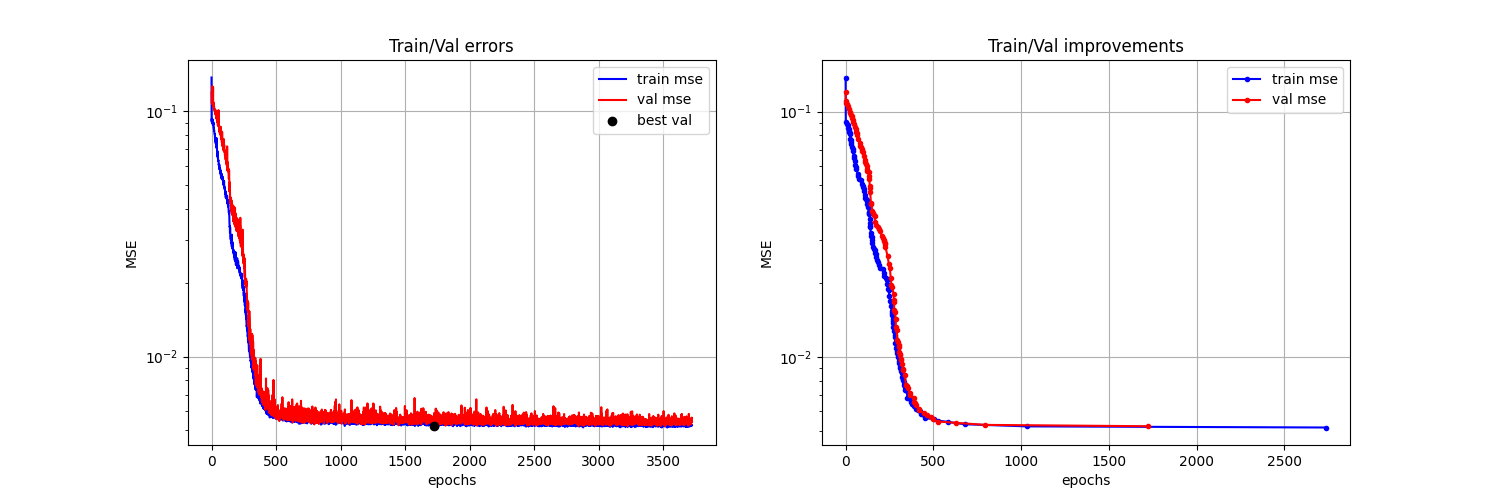 Train/Val errors
MSE
10⁻¹
10⁻²
train mse
val mse
best val
0 500 1000 1500 2000 2500 3000 3500
epochs
Train/Val improvements
MSE
10⁻¹
10⁻²
train mse
val mse
0 500 1000 1500 2000 2500
epochs